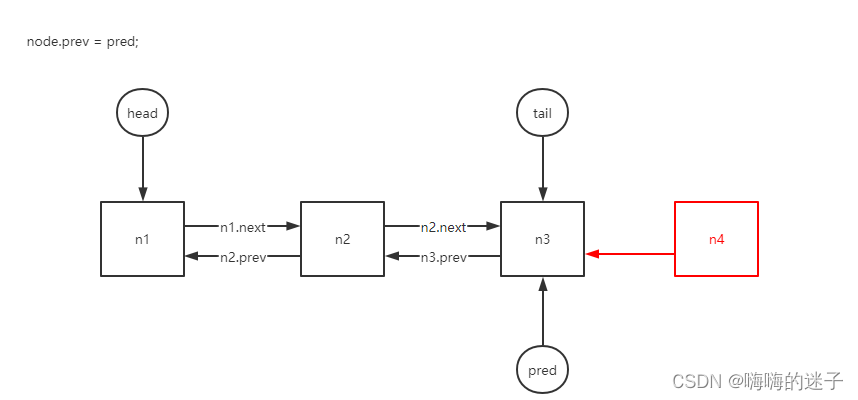 node.prev = pred;
head
tail
n1.next
n2.next
n1
n2
n3
n4
n2.prev
n3.prev
pred
CSDN @嗨嗨的迷子